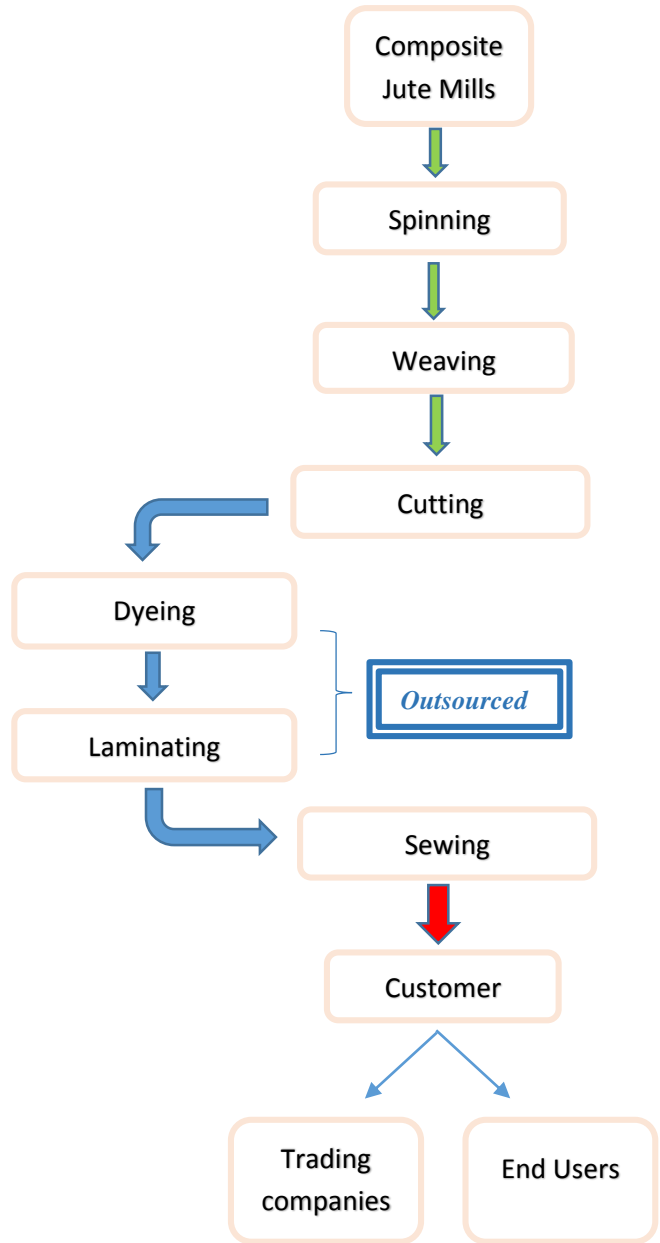 Composite
Jute Mills
Spinning
Weaving
Cutting
Dyeing
Outsourced
Laminating
Sewing
Customer
Trading
companies
End Users